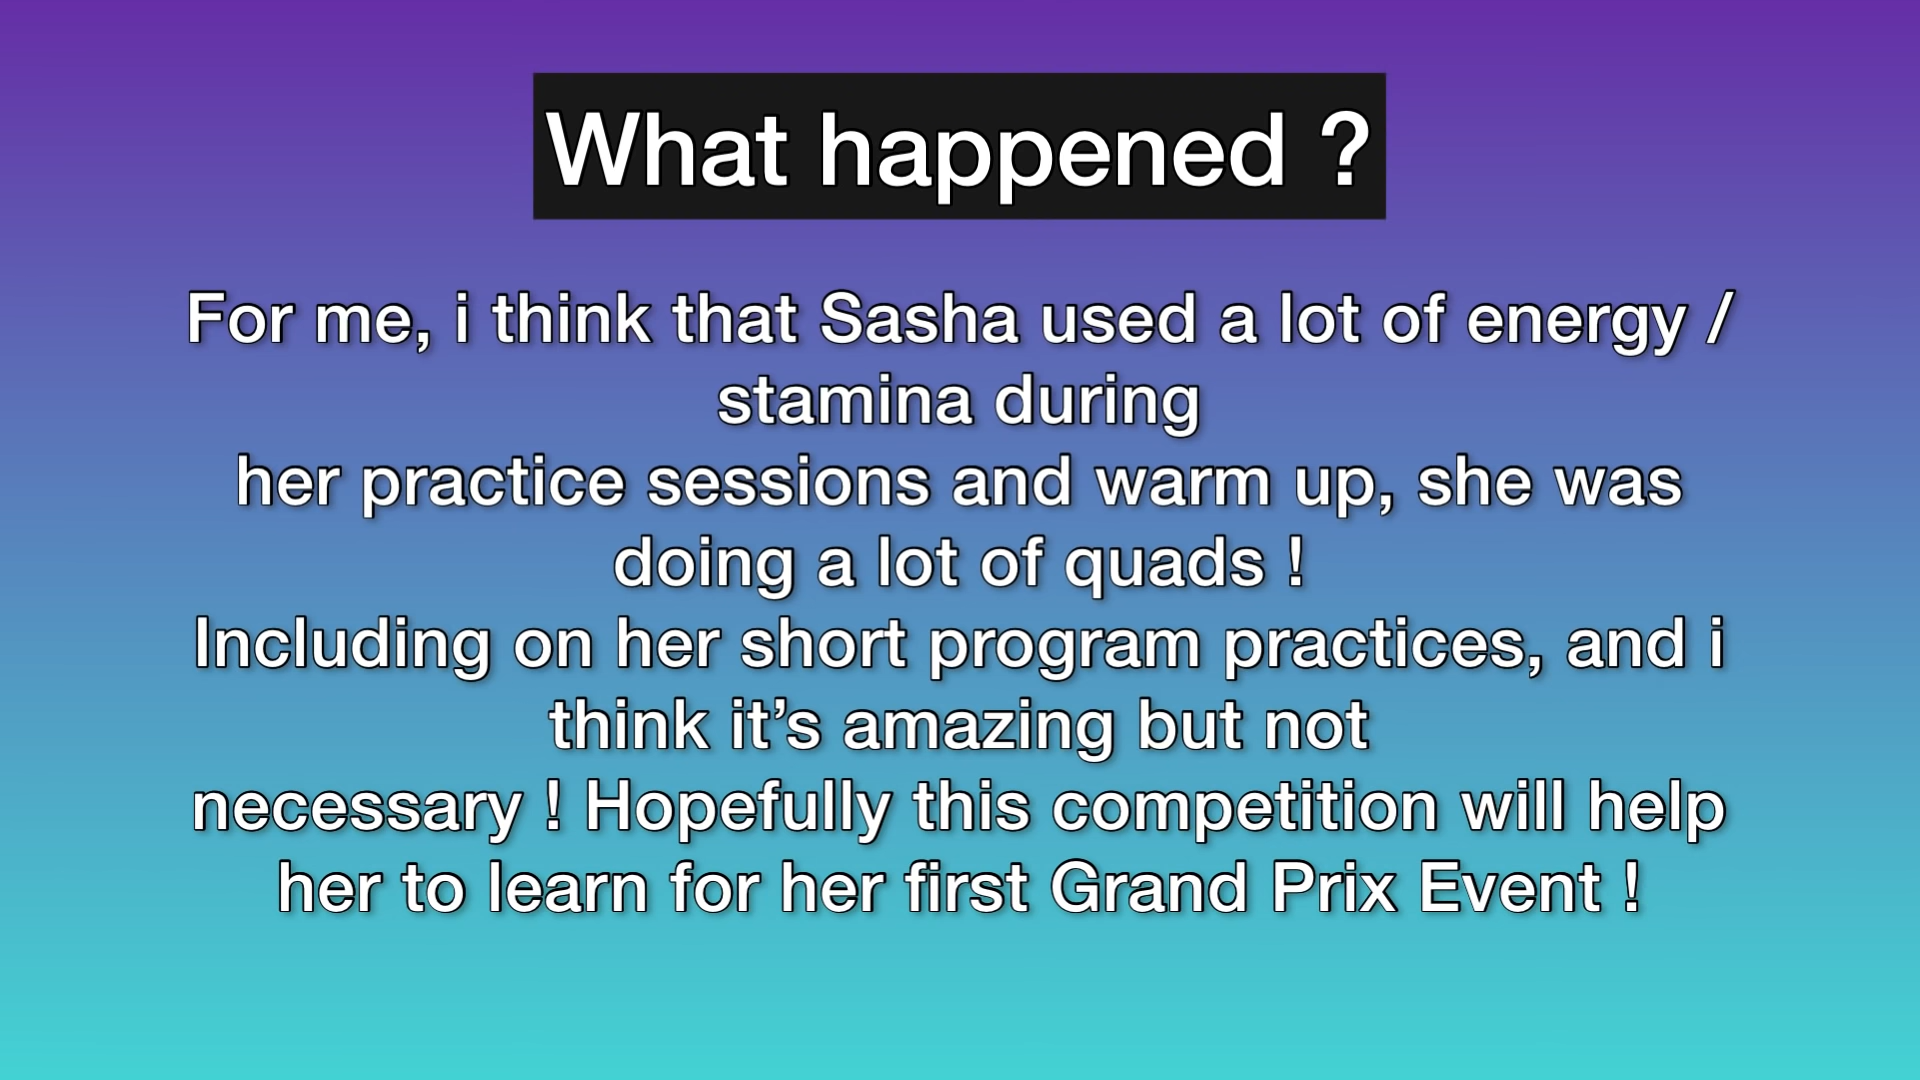 What happened ?
For me, i think that Sasha used a lot of energy /
stamina during
her practice sessions and warm up, she was
doing a lot of quads !
Including on her short program practices, and i
think it’s amazing but not
necessary ! Hopefully this competition will help
her to learn for her first Grand Prix Event !